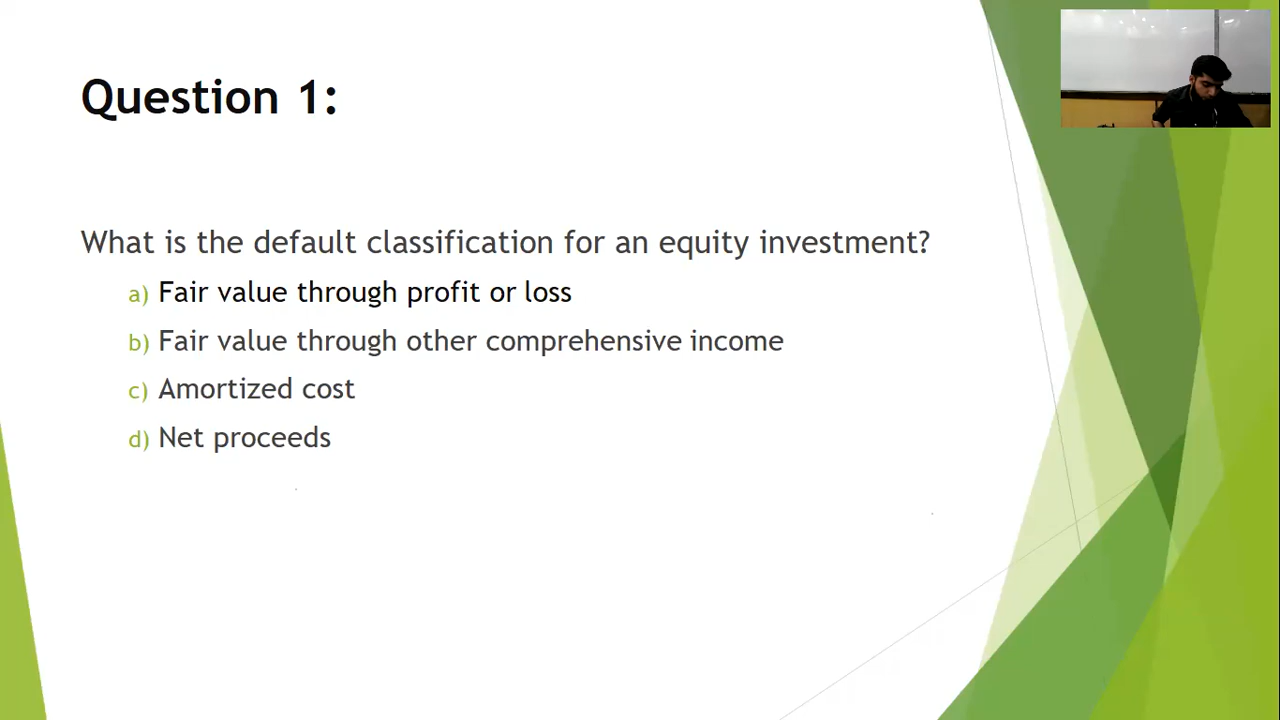 Question 1:
What is the default classification for an equity investment?
a) Fair value through profit or loss
b) Fair value through other comprehensive income
c) Amortized cost
d) Net proceeds